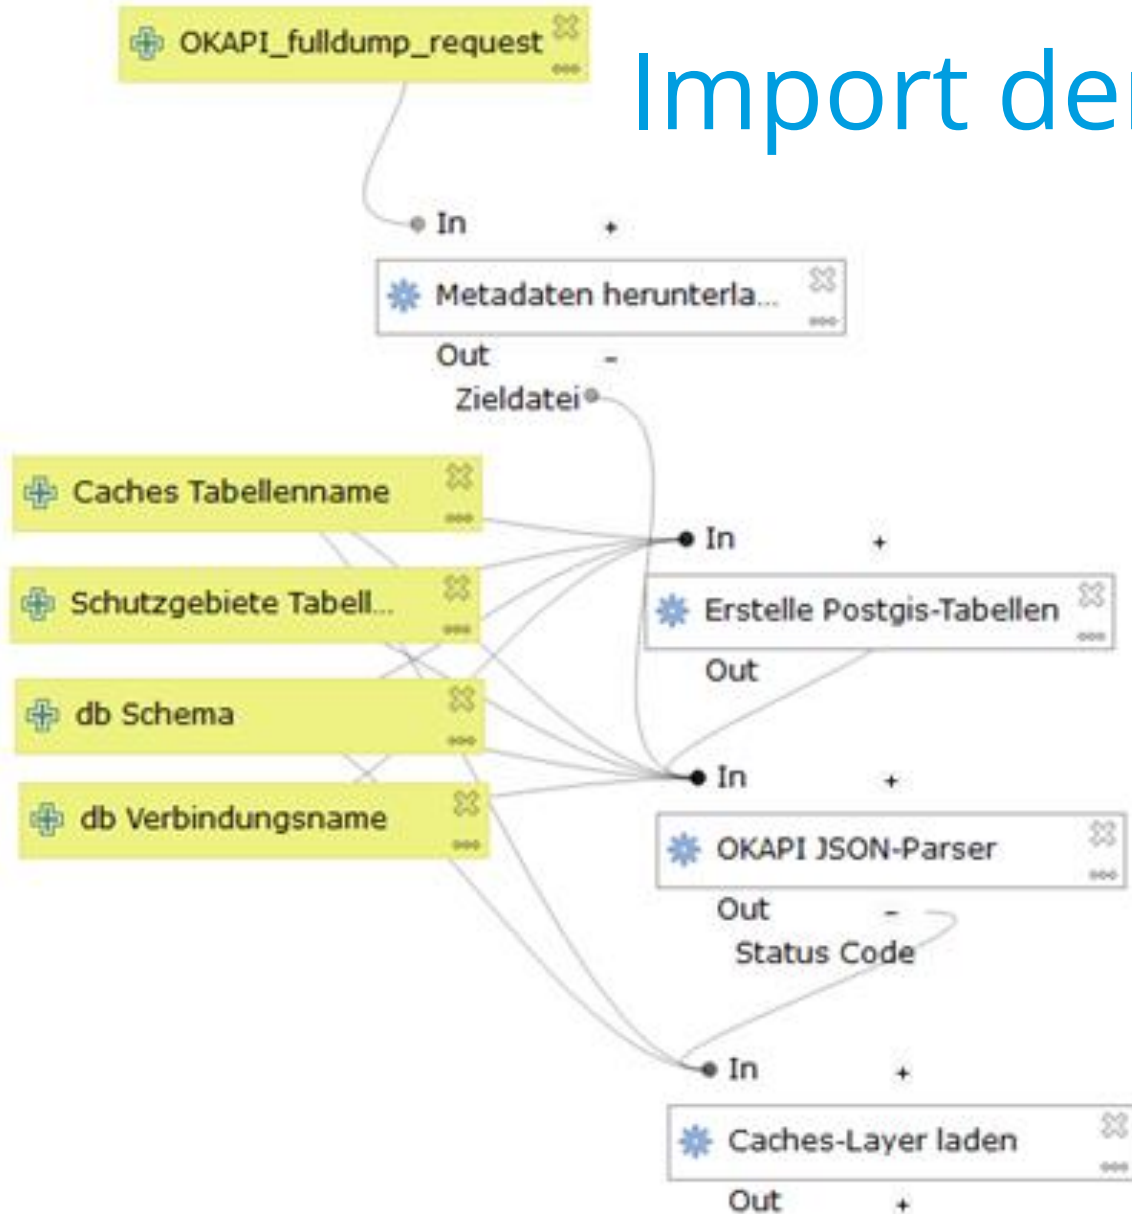 OKAPI_fulldump_request
Import de
In +
Metadaten herunterla...
Out -
Zieldatei
Caches Tabellenname
In +
Schutzgebiete Tabell...
Erstelle Postgis-Tabellen
Out
db Schema
In +
db Verbindungsname
OKAPI JSON-Parser
Out -
Status Code
In +
Caches-Layer laden
Out +